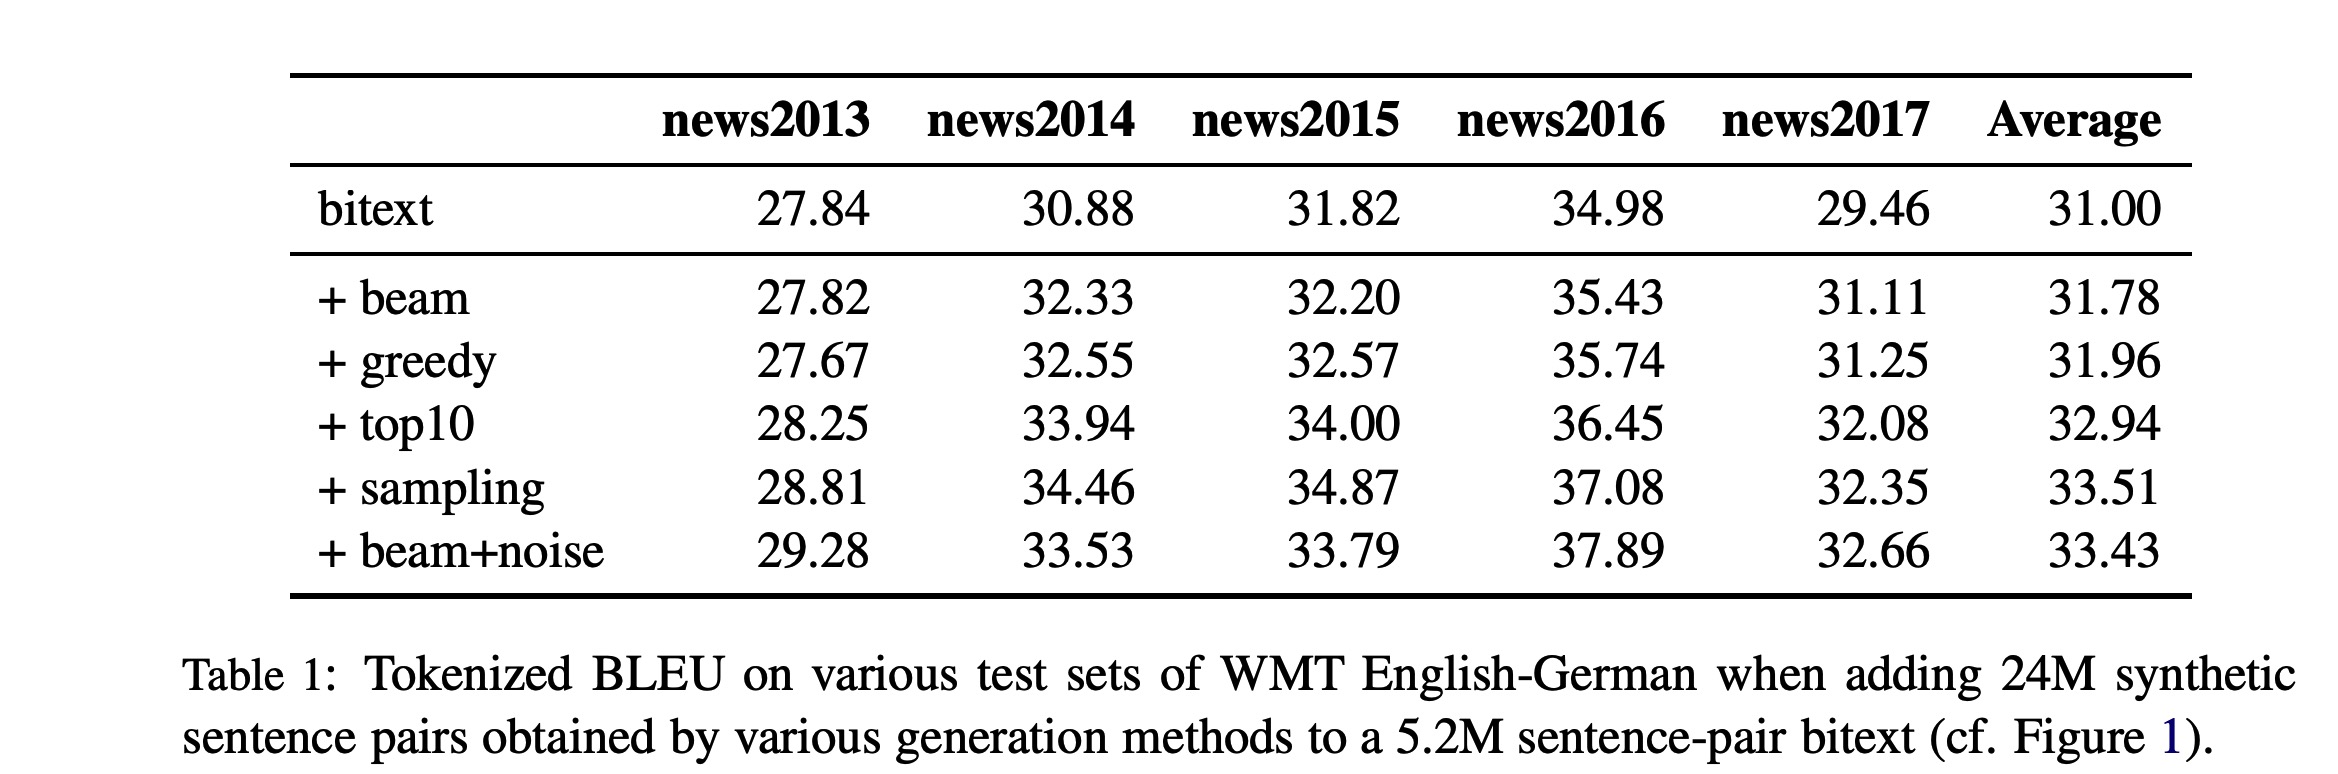 news2013 news2014 news2015 news2016 news2017 Average
bitext 27.84 30.88 31.82 34.98 29.46 31.00
+ beam 27.82 32.33 32.20 35.43 31.11 31.78
+ greedy 27.67 32.55 32.57 35.74 31.25 31.96
+ top10 28.25 33.94 34.00 36.45 32.08 32.94
+ sampling 28.81 34.46 34.87 37.08 32.35 33.51
+ beam+noise 29.28 33.53 33.79 37.89 32.66 33.43
Table 1: Tokenized BLEU on various test sets of WMT English-German when adding 24M synthetic
sentence pairs obtained by various generation methods to a 5.2M sentence-pair bitext (cf. Figure 1).